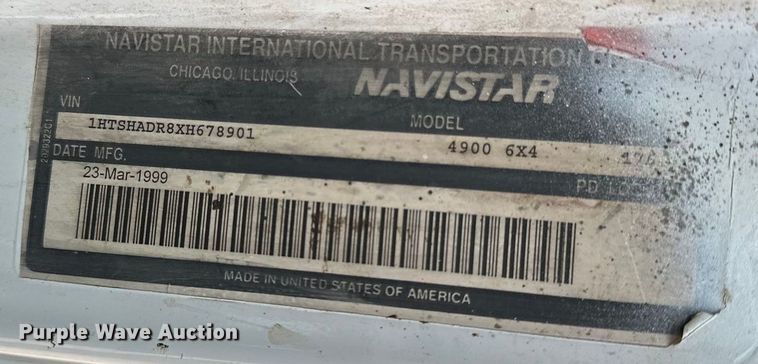 NAVISTAR INTERNATIONAL TRANSPORTATION
CHICAGO, ILLINOIS NAVISTAR
VIN MODEL
1HTSHADR8XH678901 4900 6X4
DATE MFG. PD
23-Mar-1999
MADE IN UNITED STATES OF AMERICA
Purple Wave Auction